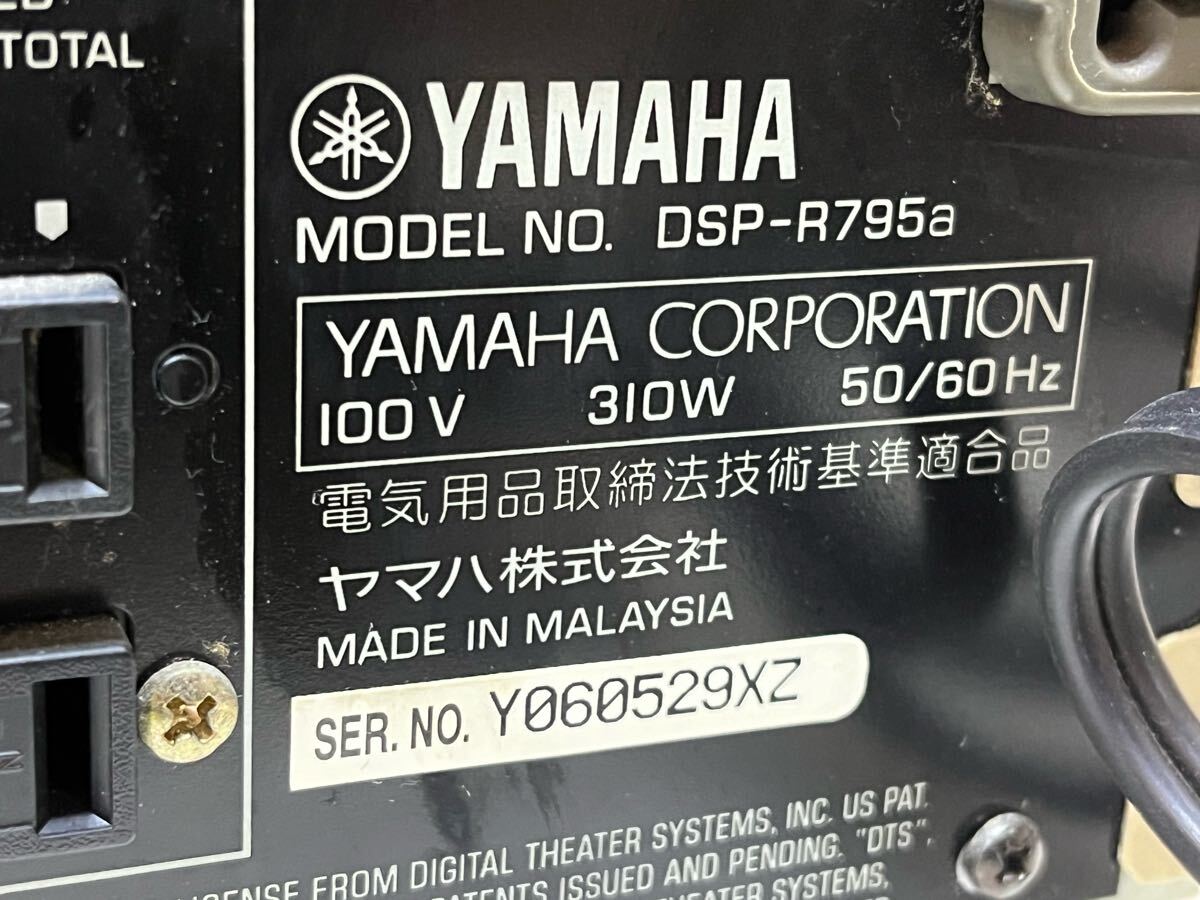 TOTAL
YAMAHA
MODEL NO. DSP-R795a
YAMAHA CORPORATION
100V 310W 50/60Hz
電気用品取締法技術基準適合品
ヤマハ株式会社
MADE IN MALAYSIA
SER. NO. Y060529XZ
FROM DIGITAL THEATER SYSTEMS, INC. US PAT.
ISSUED AND PENDING. "DTS",
SYSTEMS,